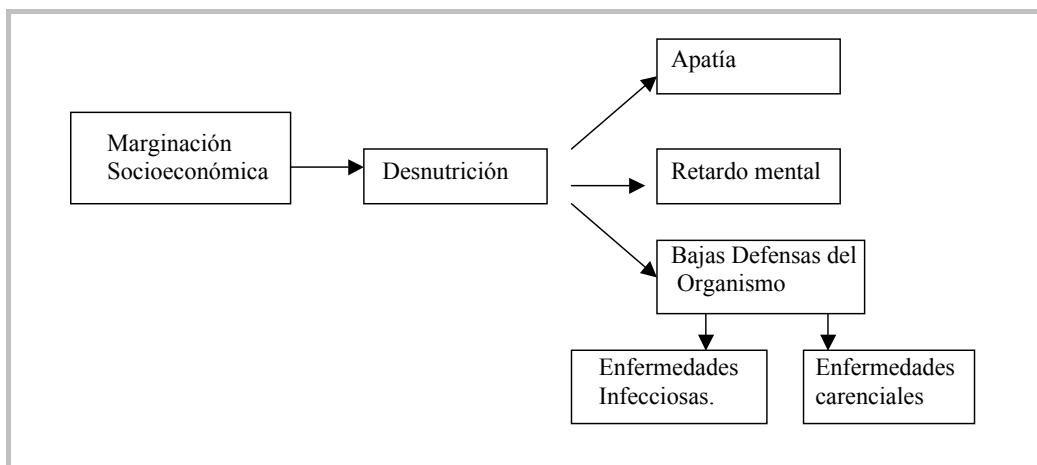 Marginación
Socioeconómica
Desnutrición
Apatía
Retardo mental
Bajas Defensas del
Organismo
Enfermedades
Infecciosas.
Enfermedades
carenciales